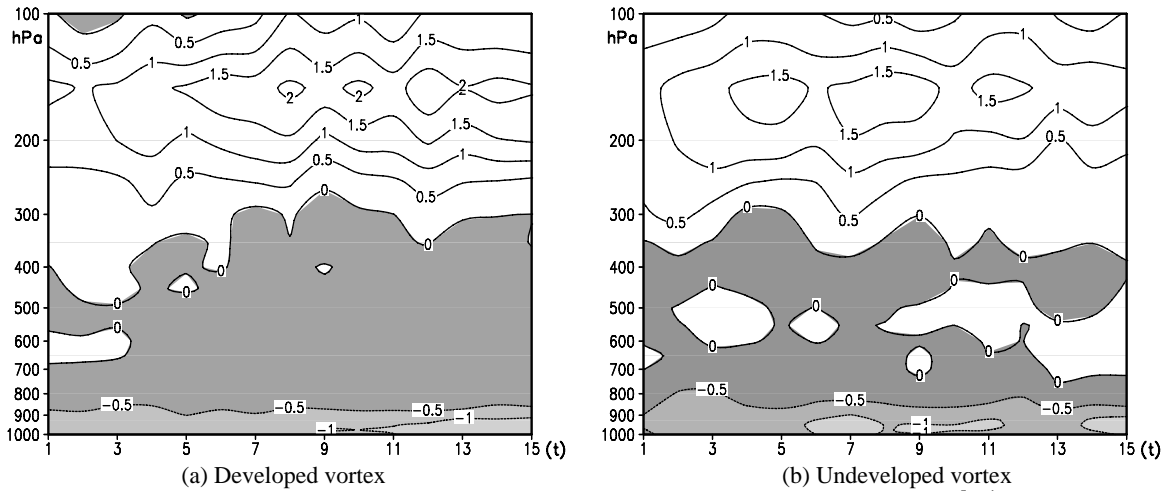 100 1 100 0.5
hPa 0.5 1.5 hPa 1
1 1.5 1 1.5 1.5
2 2 2 1.5
200 1.5 1 1.5 200 0.5
1 0.5 1 1 1
0.5 0.5 0 0.5 0.5 0
300 0 300 0
400 0 400 0 0
0 0 0
500 0 500 0 0
600 0 600 0 0
700 700 0 0
800 800 -0.5
900 -0.5 -0.5 -0.5 900 -0.5 -0.5
1000 -1 -1 1000 -1 -1
1 3 5 7 9 11 13 15 (t) 1 3 5 7 9 11 13 15 (t)
(a) Developed vortex (b) Undeveloped vortex